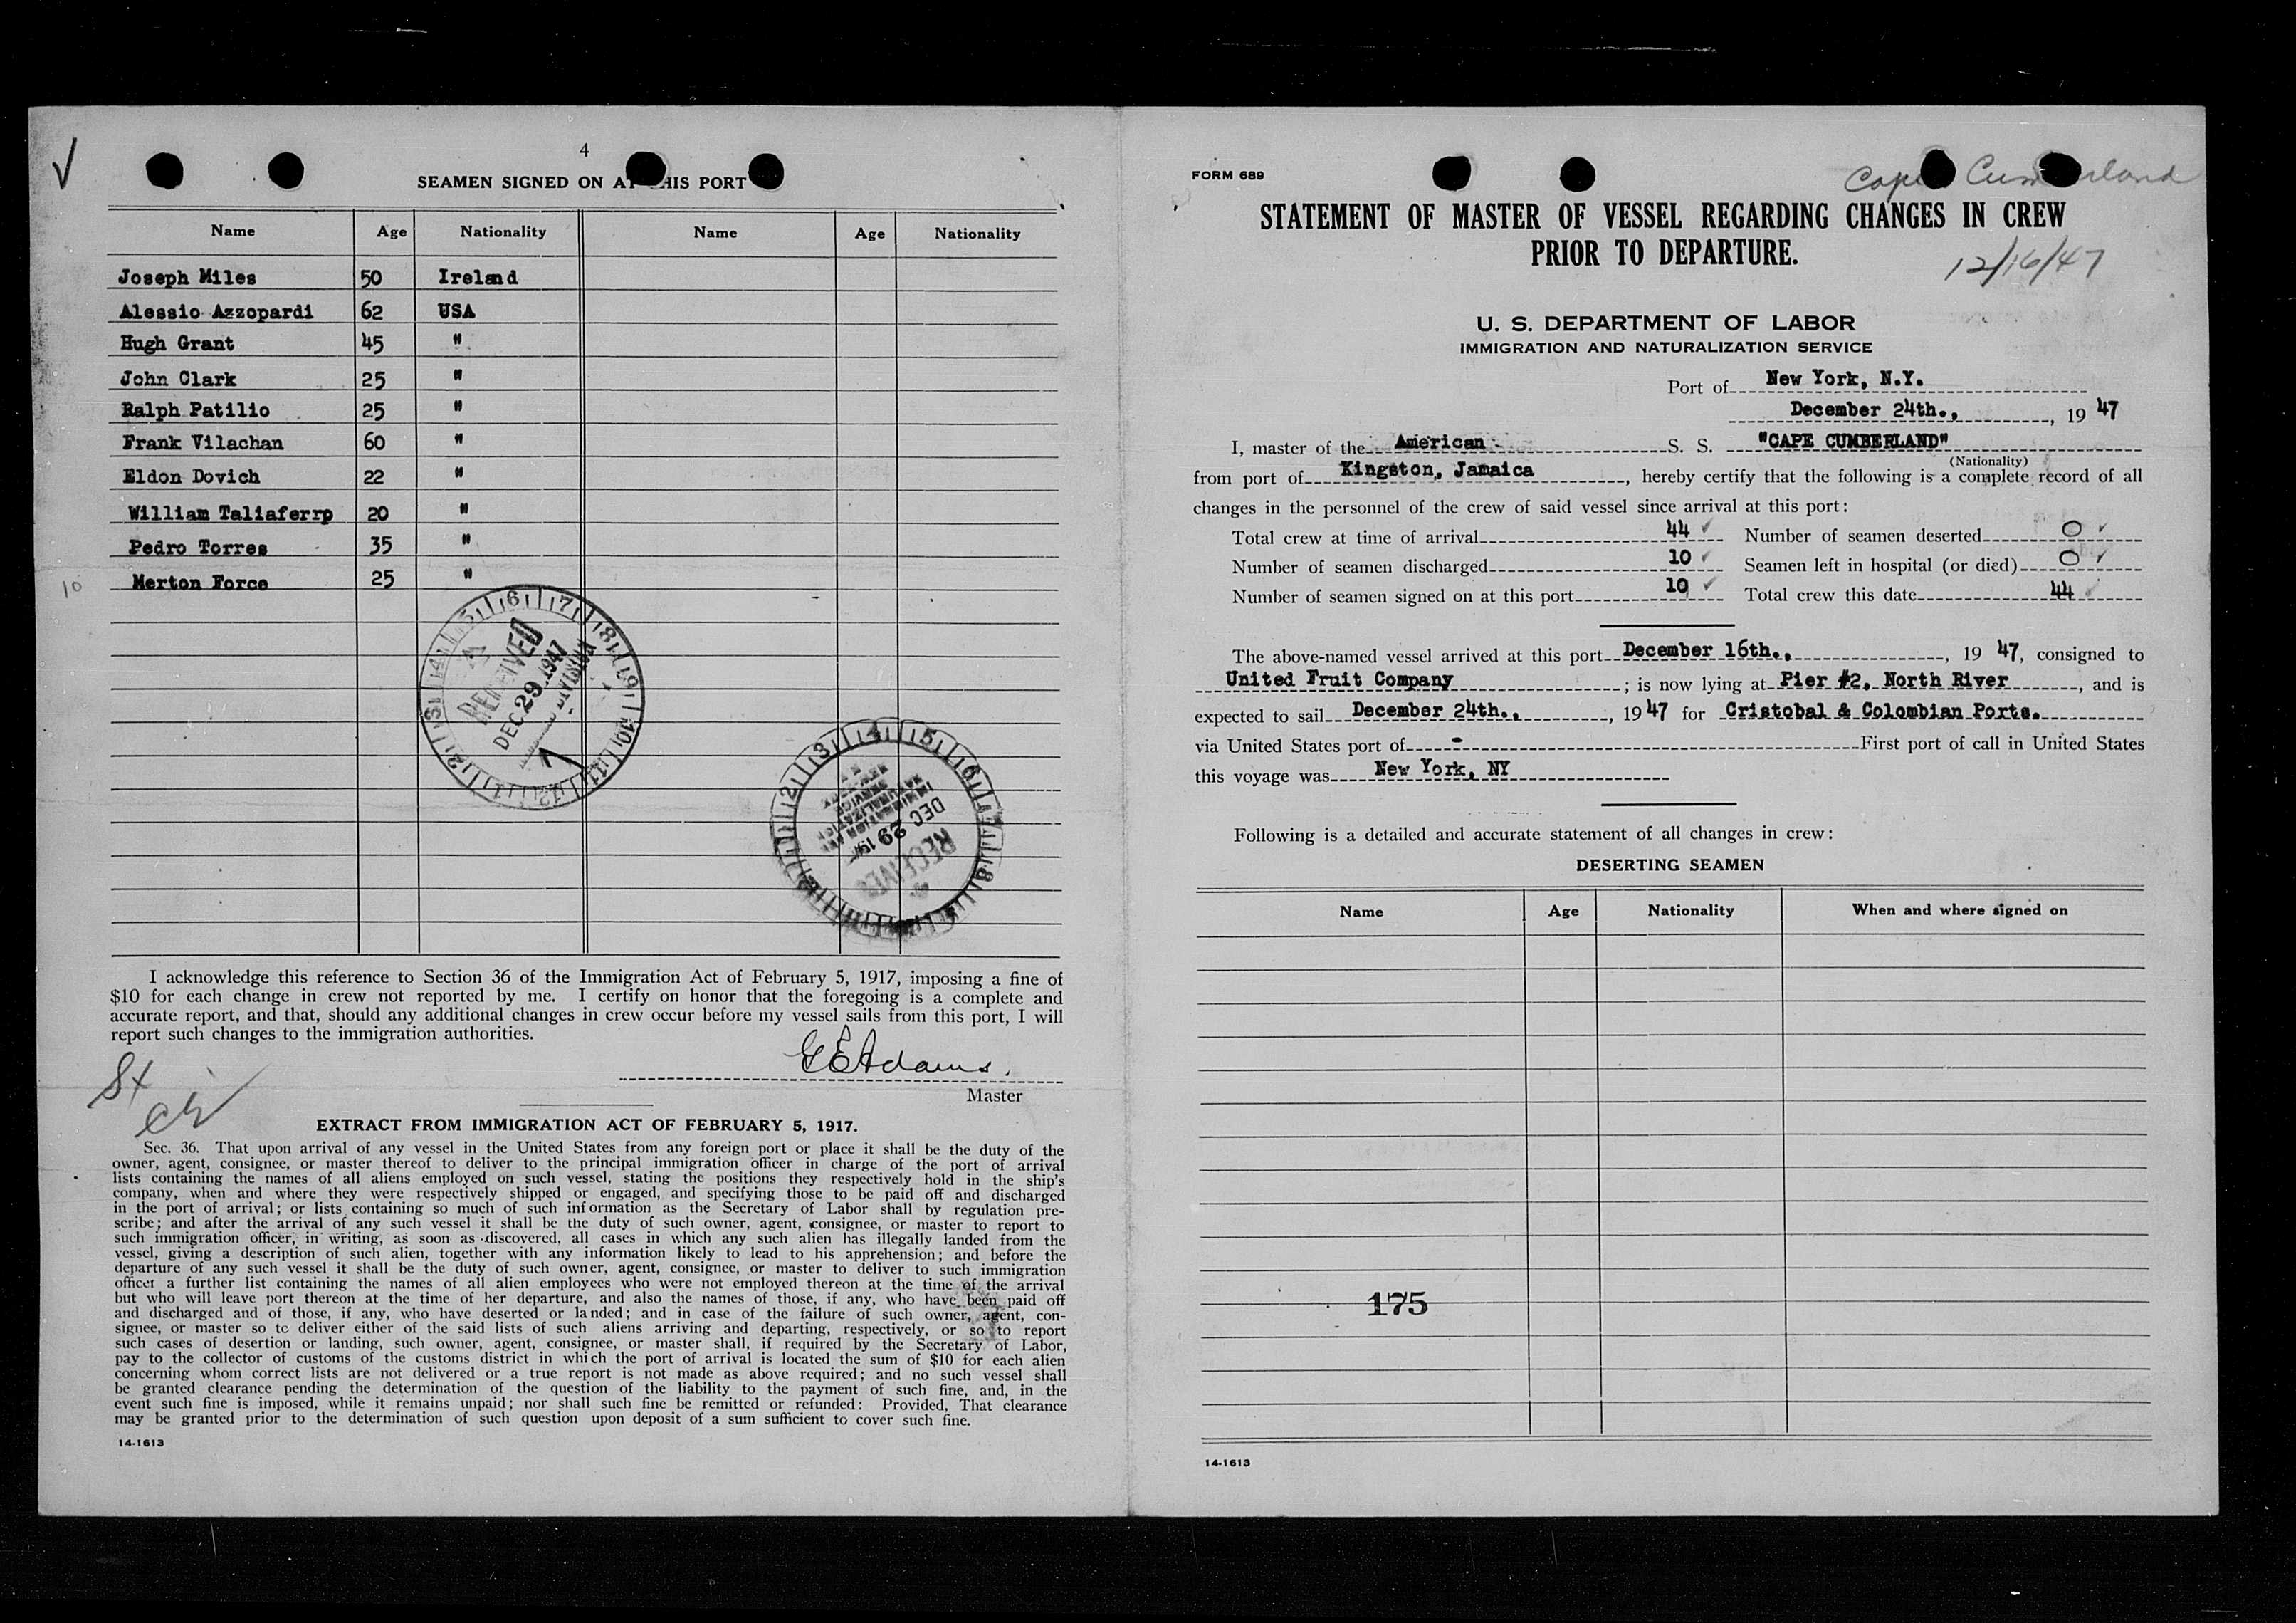 4
SEAMEN SIGNED ON AT THIS PORT
Name Age Nationality Name Age Nationality
Joseph Miles 50 Ireland
Alessio Azzopardi 62 USA
Hugh Grant 45 "
John Clark 25 "
Ralph Patilio 25 "
Frank Vilachan 60 "
Eldon Dovich 22 "
William Taliaferrp 20 "
Pedro Torres 35 "
10 Merton Force 25 "
RECEIVED
DEC 29 1947
DIVISION
RECEIVED
DEC 29 194
IMMIGRATION AND
NATURALIZATION
SERVICE
I acknowledge this reference to Section 36 of the Immigration Act of February 5, 1917, imposing a fine of
$10 for each change in crew not reported by me. I certify on honor that the foregoing is a complete and
accurate report, and that, should any additional changes in crew occur before my vessel sails from this port, I will
report such changes to the immigration authorities.
G E Adams.
Master
EXTRACT FROM IMMIGRATION ACT OF FEBRUARY 5, 1917.
Sec. 36. That upon arrival of any vessel in the United States from any foreign port or place it shall be the duty of the
owner, agent, consignee, or master thereof to deliver to the principal immigration officer in charge of the port of arrival
lists containing the names of all aliens employed on such vessel, stating the positions they respectively hold in the ship's
company, when and where they were respectively shipped or engaged, and specifying those to be paid off and discharged
in the port of arrival; or lists containing so much of such information as the Secretary of Labor shall by regulation pre-
scribe; and after the arrival of any such vessel it shall be the duty of such owner, agent, consignee, or master to report to
such immigration officer, in writing, as soon as discovered, all cases in which any such alien has illegally landed from the
vessel, giving a description of such alien, together with any information likely to lead to his apprehension; and before the
departure of any such vessel it shall be the duty of such owner, agent, consignee, or master to deliver to such immigration
officer a further list containing the names of all alien employees who were not employed thereon at the time of the arrival
but who will leave port thereon at the time of her departure, and also the names of those, if any, who have been paid off
and discharged and of those, if any, who have deserted or landed; and in case of the failure of such owner, agent, con-
signee, or master so to deliver either of the said lists of such aliens arriving and departing, respectively, or so to report
such cases of desertion or landing, such owner, agent, consignee, or master shall, if required by the Secretary of Labor,
pay to the collector of customs of the customs district in which the port of arrival is located the sum of $10 for each alien
concerning whom correct lists are not delivered or a true report is not made as above required; and no such vessel shall
be granted clearance pending the determination of the question of the liability to the payment of such fine, and, in the
event such fine is imposed, while it remains unpaid; nor shall such fine be remitted or refunded: Provided, That clearance
may be granted prior to the determination of such question upon deposit of a sum sufficient to cover such fine.
14-1613
FORM 689
Cape Cumberland
STATEMENT OF MASTER OF VESSEL REGARDING CHANGES IN CREW
PRIOR TO DEPARTURE.
12/16/47
U. S. DEPARTMENT OF LABOR
IMMIGRATION AND NATURALIZATION SERVICE
Port of New York, N.Y.
December 24th., , 19 47
I, master of the American S. S. "CAPE CUMBERLAND"
(Nationality)
from port of Kingston, Jamaica , hereby certify that the following is a complete record of all
changes in the personnel of the crew of said vessel since arrival at this port:
Total crew at time of arrival 44 Number of seamen deserted 0
Number of seamen discharged 10 Seamen left in hospital (or died) 0
Number of seamen signed on at this port 10 Total crew this date 44
The above-named vessel arrived at this port December 16th., , 19 47, consigned to
United Fruit Company ; is now lying at Pier #2, North River , and is
expected to sail December 24th., , 19 47 for Cristobal & Colombian Ports.
via United States port of - First port of call in United States
this voyage was New York, NY
Following is a detailed and accurate statement of all changes in crew:
DESERTING SEAMEN
Name Age Nationality When and where signed on
175
14-1613